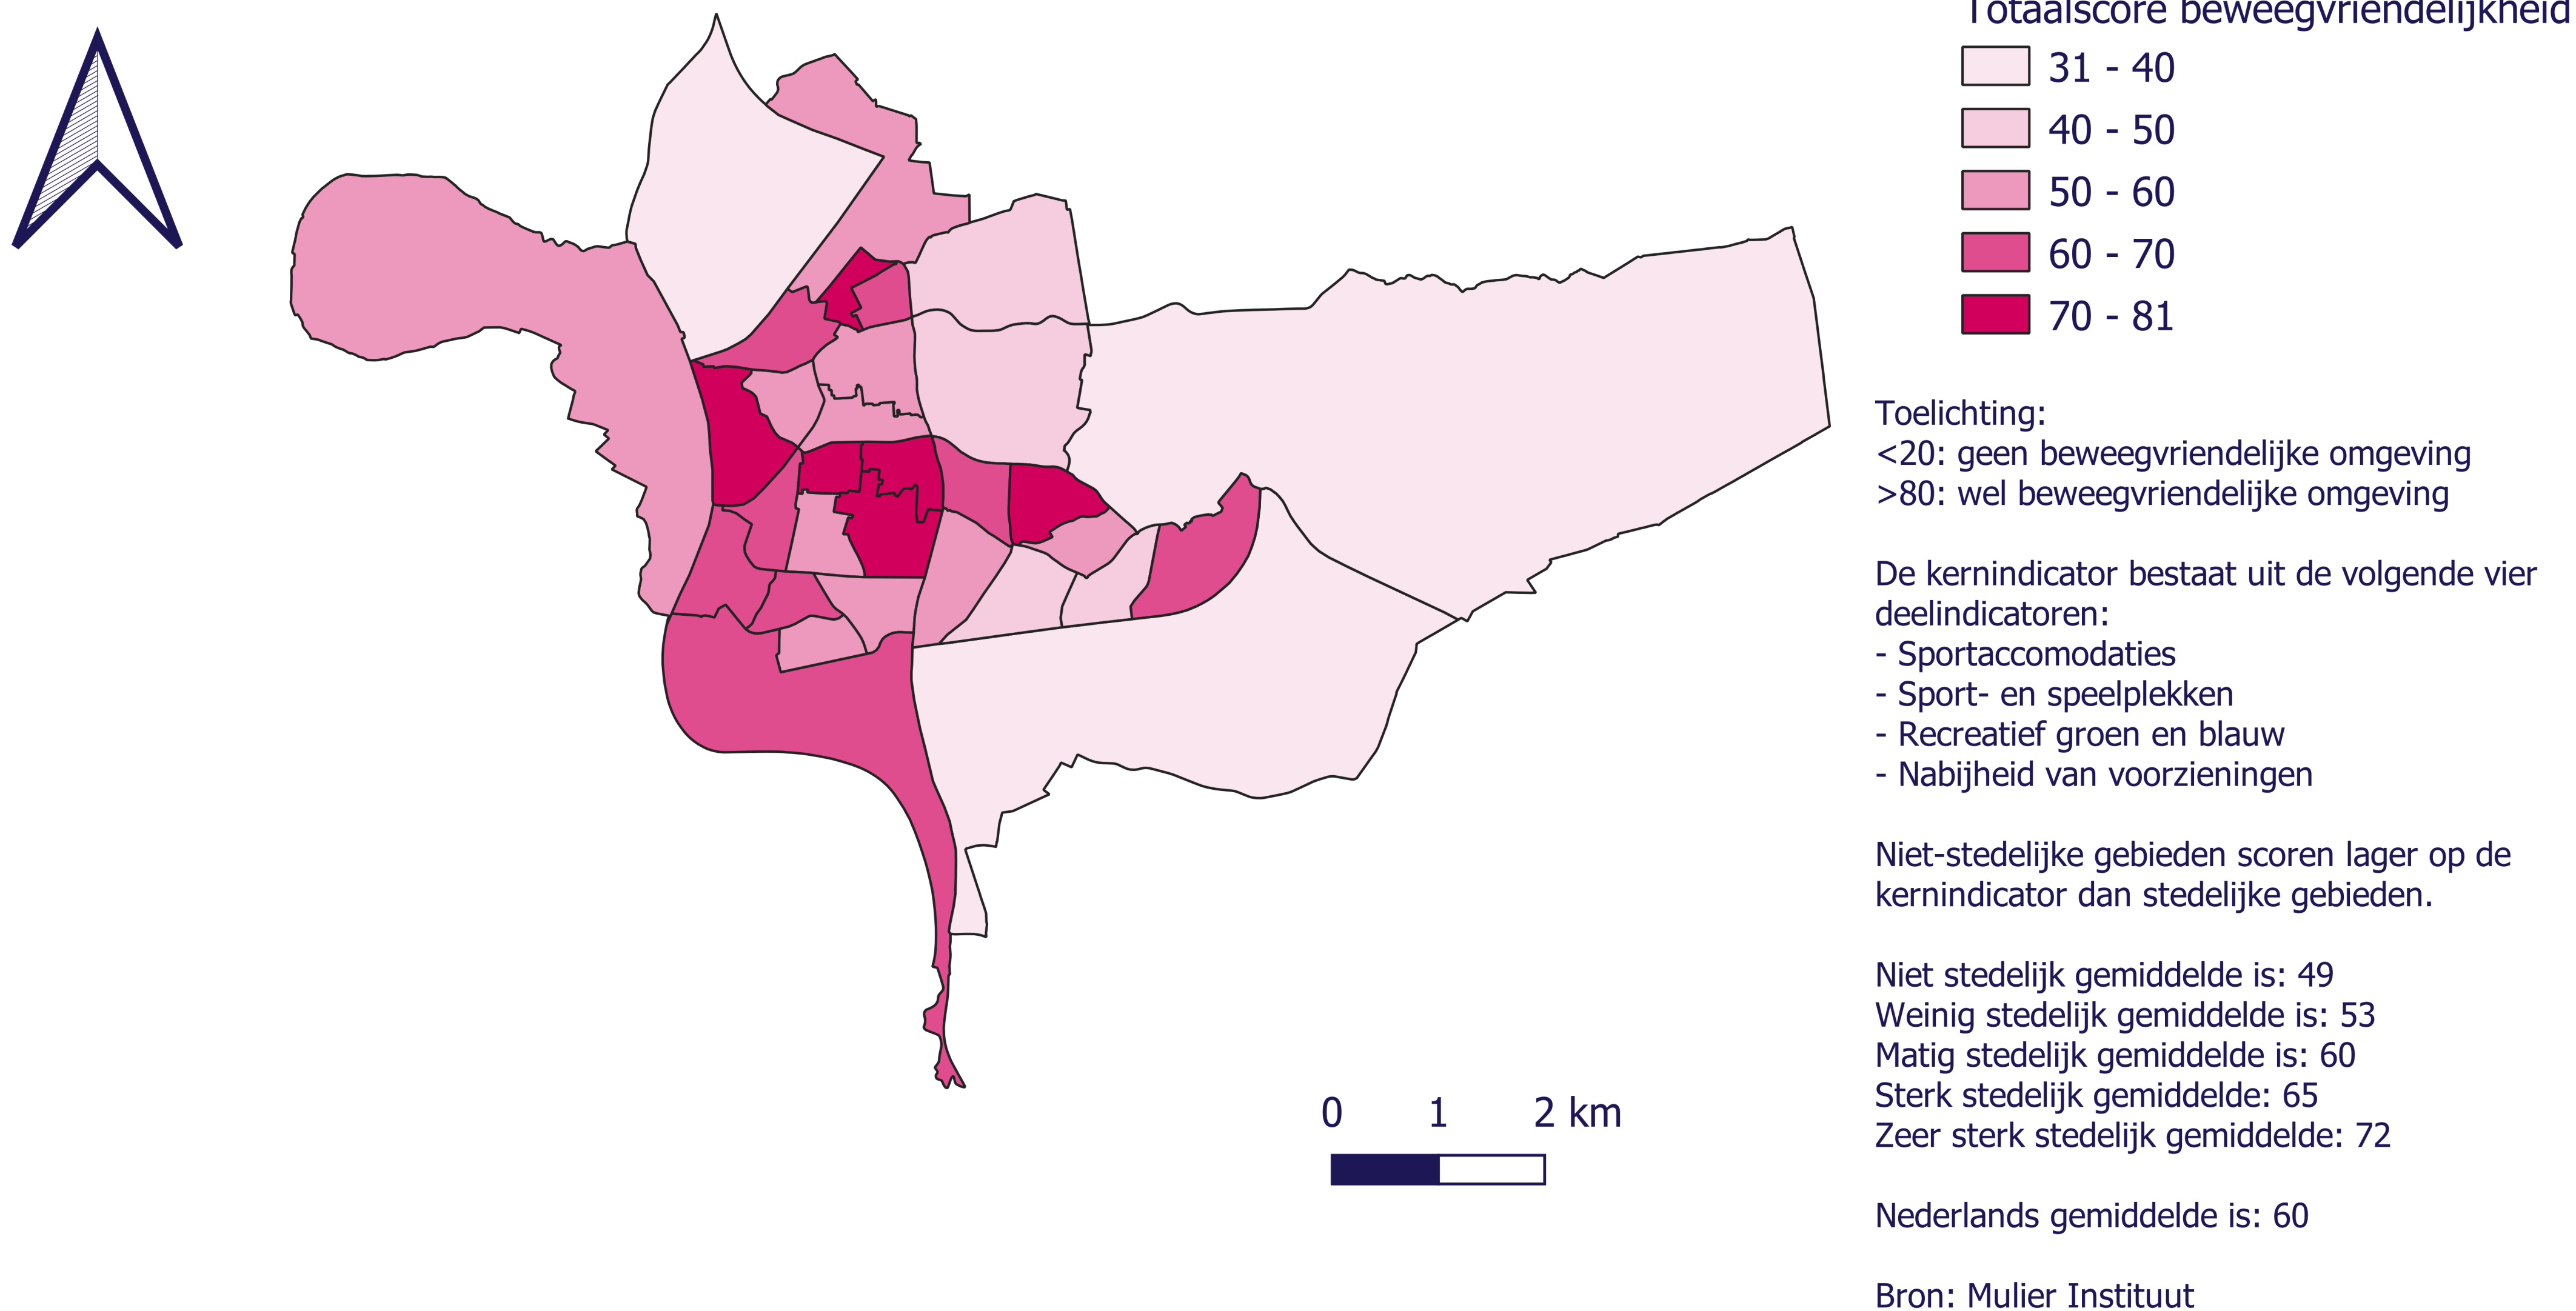 Totaalscore beweegvriendelijkheid
31 - 40
40 - 50
50 - 60
60 - 70
70 - 81
Toelichting:
<20: geen beweegvriendelijke omgeving
>80: wel beweegvriendelijke omgeving
De kernindicator bestaat uit de volgende vier
deelindicatoren:
- Sportaccomodaties
- Sport- en speelplekken
- Recreatief groen en blauw
- Nabijheid van voorzieningen
Niet-stedelijke gebieden scoren lager op de
kernindicator dan stedelijke gebieden.
Niet stedelijk gemiddelde is: 49
Weinig stedelijk gemiddelde is: 53
Matig stedelijk gemiddelde is: 60
Sterk stedelijk gemiddelde: 65
Zeer sterk stedelijk gemiddelde: 72
Nederlands gemiddelde is: 60
Bron: Mulier Instituut
0 1 2 km